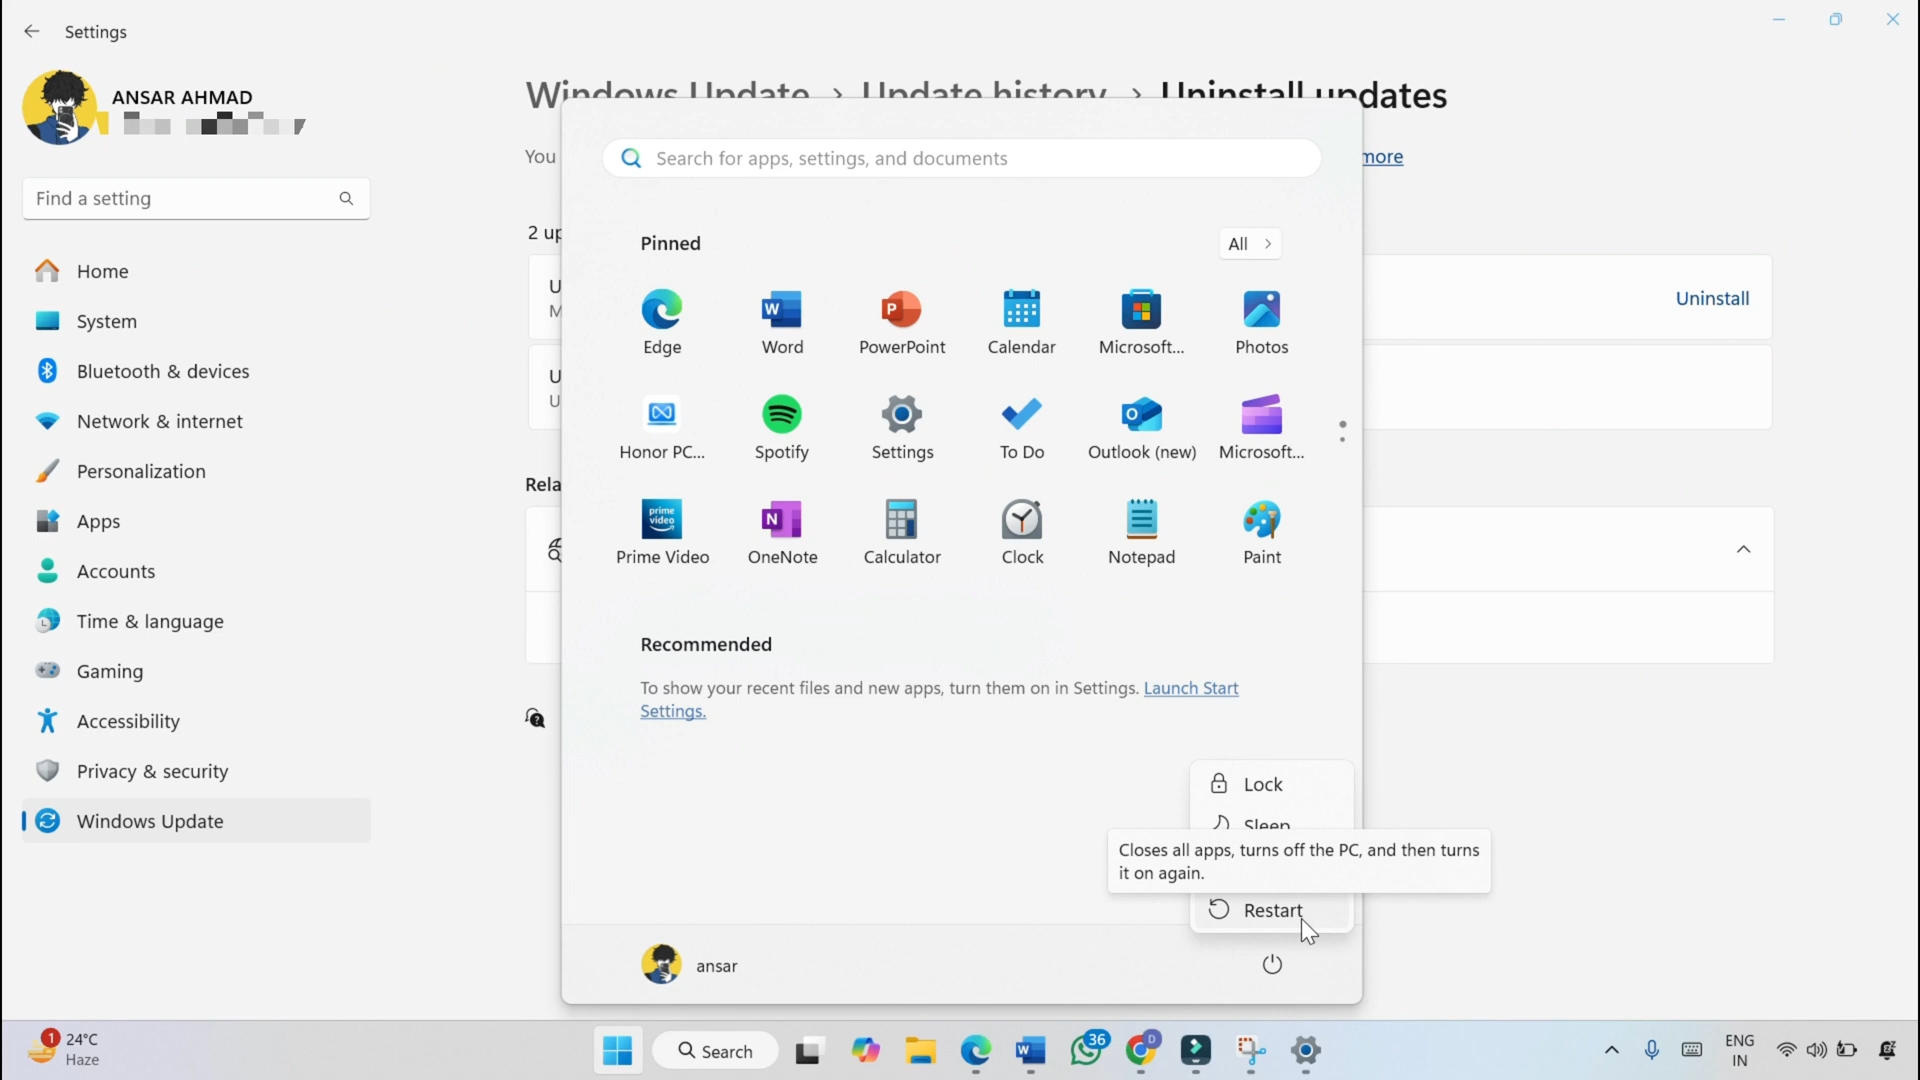 Settings
ANSAR AHMAD
Find a setting
Home
System
Bluetooth & devices
Network & internet
Personalization
Apps
Accounts
Time & language
Gaming
Accessibility
Privacy & security
Windows Update
Windows Update > Update history > Uninstall updates
You
more
2 up
U
M
Uninstall
U
U
Rela
Search for apps, settings, and documents
Pinned
All >
Edge
Word
PowerPoint
Calendar
Microsoft...
Photos
Honor PC...
Spotify
Settings
To Do
Outlook (new)
Microsoft...
prime video
Prime Video
OneNote
Calculator
Clock
Notepad
Paint
Recommended
To show your recent files and new apps, turn them on in Settings. Launch Start
Settings.
Lock
Sleep
Closes all apps, turns off the PC, and then turns
it on again.
Restart
ansar
1
24°C
Haze
Search
36
D
ENG
IN